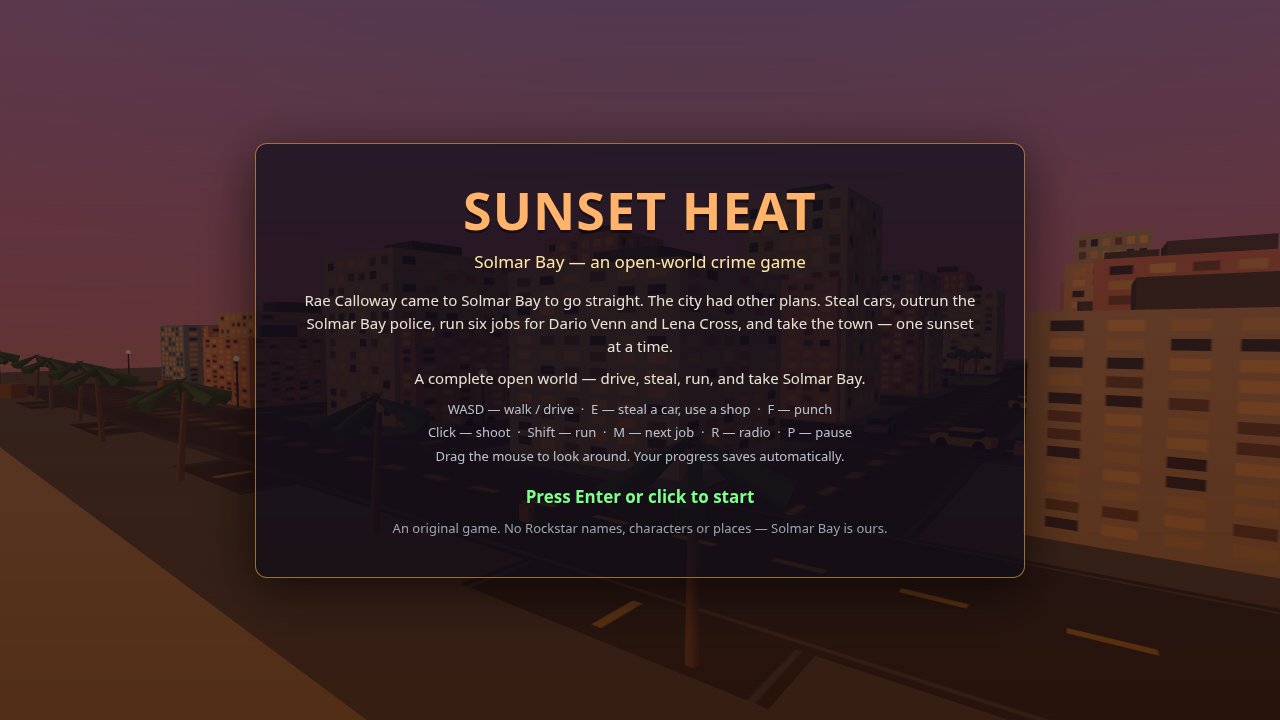 SUNSET HEAT
Solmar Bay — an open-world crime game
Rae Calloway came to Solmar Bay to go straight. The city had other plans. Steal cars, outrun the
Solmar Bay police, run six jobs for Dario Venn and Lena Cross, and take the town — one sunset
at a time.
A complete open world — drive, steal, run, and take Solmar Bay.
WASD — walk / drive · E — steal a car, use a shop · F — punch
Click — shoot · Shift — run · M — next job · R — radio · P — pause
Drag the mouse to look around. Your progress saves automatically.
Press Enter or click to start
An original game. No Rockstar names, characters or places — Solmar Bay is ours.